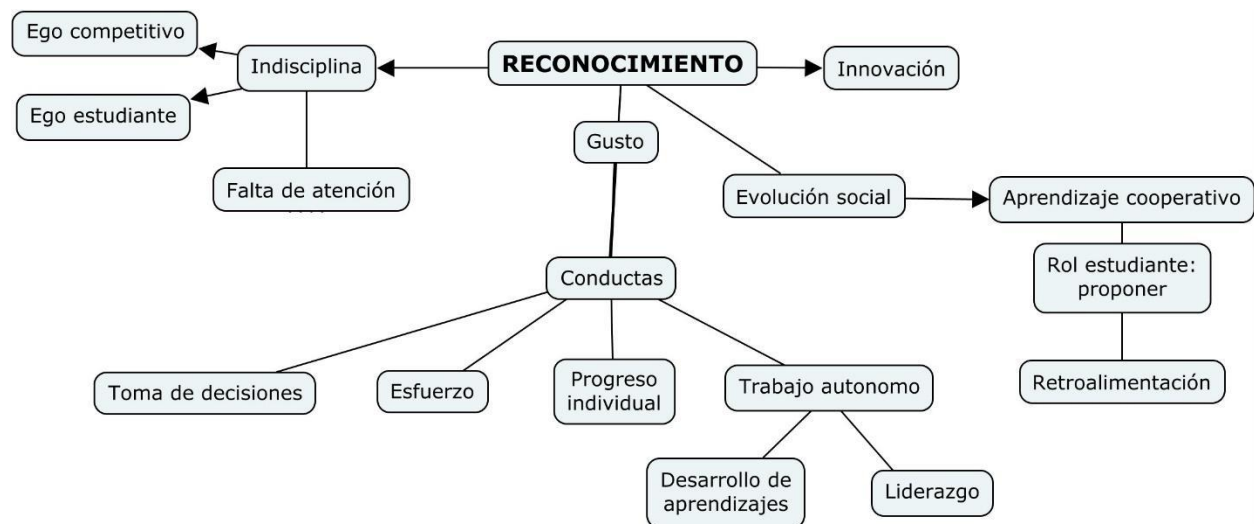 Ego competitivo
Indisciplina
RECONOCIMIENTO
Innovación
Ego estudiante
Gusto
Falta de atención
Evolución social
Aprendizaje cooperativo
Rol estudiante:
proponer
Conductas
Toma de decisiones
Esfuerzo
Progreso
individual
Trabajo autonomo
Retroalimentación
Desarrollo de
aprendizajes
Liderazgo